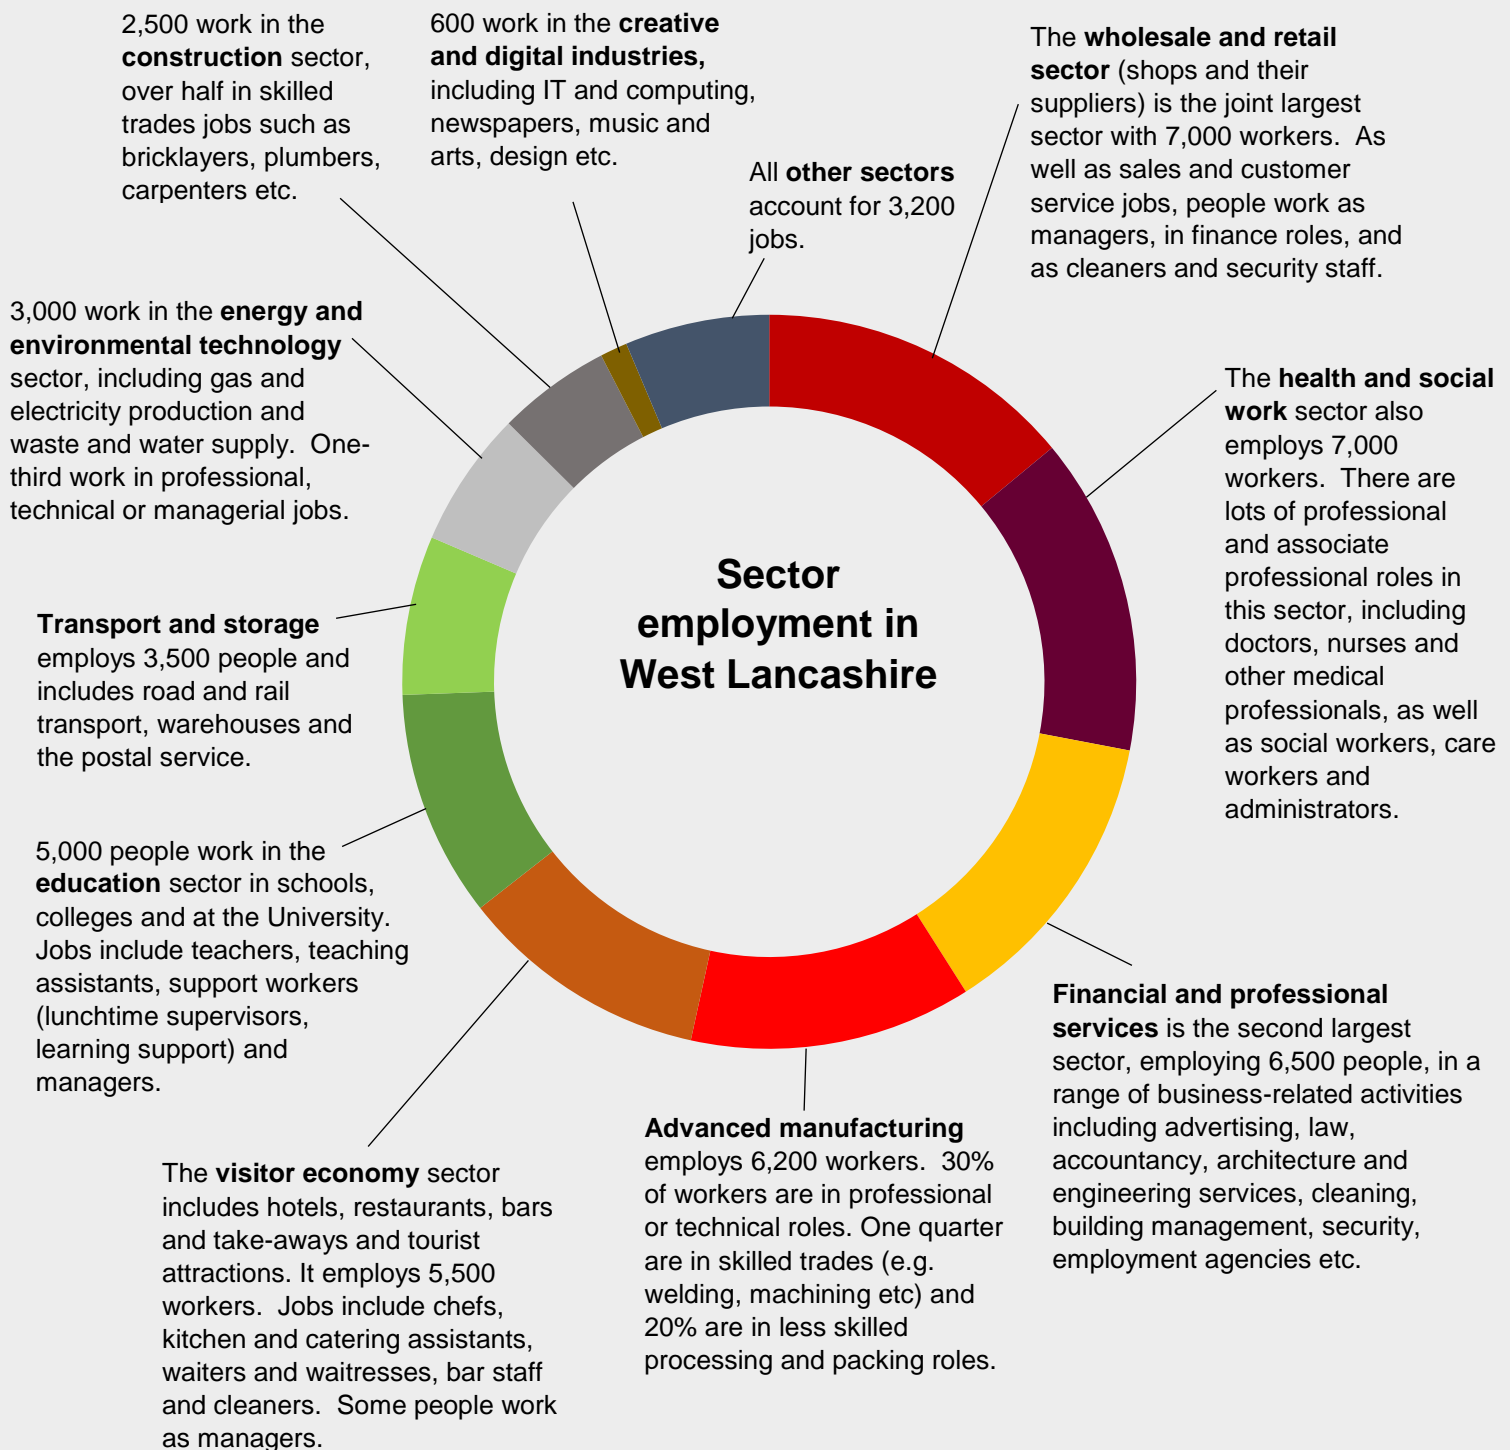 2,500 work in the
construction sector,
over half in skilled
trades jobs such as
bricklayers, plumbers,
carpenters etc.
600 work in the creative
and digital industries,
including IT and computing,
newspapers, music and
arts, design etc.
All other sectors
account for 3,200
jobs.
The wholesale and retail
sector (shops and their
suppliers) is the joint largest
sector with 7,000 workers. As
well as sales and customer
service jobs, people work as
managers, in finance roles, and
as cleaners and security staff.
3,000 work in the energy and
environmental technology
sector, including gas and
electricity production and
waste and water supply. One-
third work in professional,
technical or managerial jobs.
The health and social
work sector also
employs 7,000
workers. There are
lots of professional
and associate
professional roles in
this sector, including
doctors, nurses and
other medical
professionals, as well
as social workers, care
workers and
administrators.
Sector
employment in
West Lancashire
Transport and storage
employs 3,500 people and
includes road and rail
transport, warehouses and
the postal service.
5,000 people work in the
education sector in schools,
colleges and at the University.
Jobs include teachers, teaching
assistants, support workers
(lunchtime supervisors,
learning support) and
managers.
Financial and professional
services is the second largest
sector, employing 6,500 people, in a
range of business-related activities
including advertising, law,
accountancy, architecture and
engineering services, cleaning,
building management, security,
employment agencies etc.
Advanced manufacturing
employs 6,200 workers. 30%
of workers are in professional
or technical roles. One quarter
are in skilled trades (e.g.
welding, machining etc) and
20% are in less skilled
processing and packing roles.
The visitor economy sector
includes hotels, restaurants, bars
and take-aways and tourist
attractions. It employs 5,500
workers. Jobs include chefs,
kitchen and catering assistants,
waiters and waitresses, bar staff
and cleaners. Some people work
as managers.